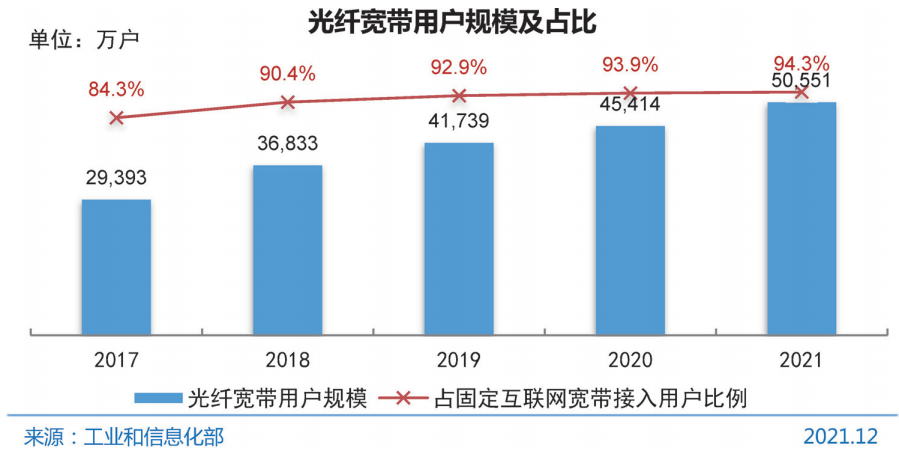 光纤宽带用户规模及占比
单位：万户
84.3% 90.4% 92.9% 93.9% 94.3%
29,393 36,833 41,739 45,414 50,551
2017 2018 2019 2020 2021
光纤宽带用户规模 占固定互联网宽带接入用户比例
来源：工业和信息化部 2021.12